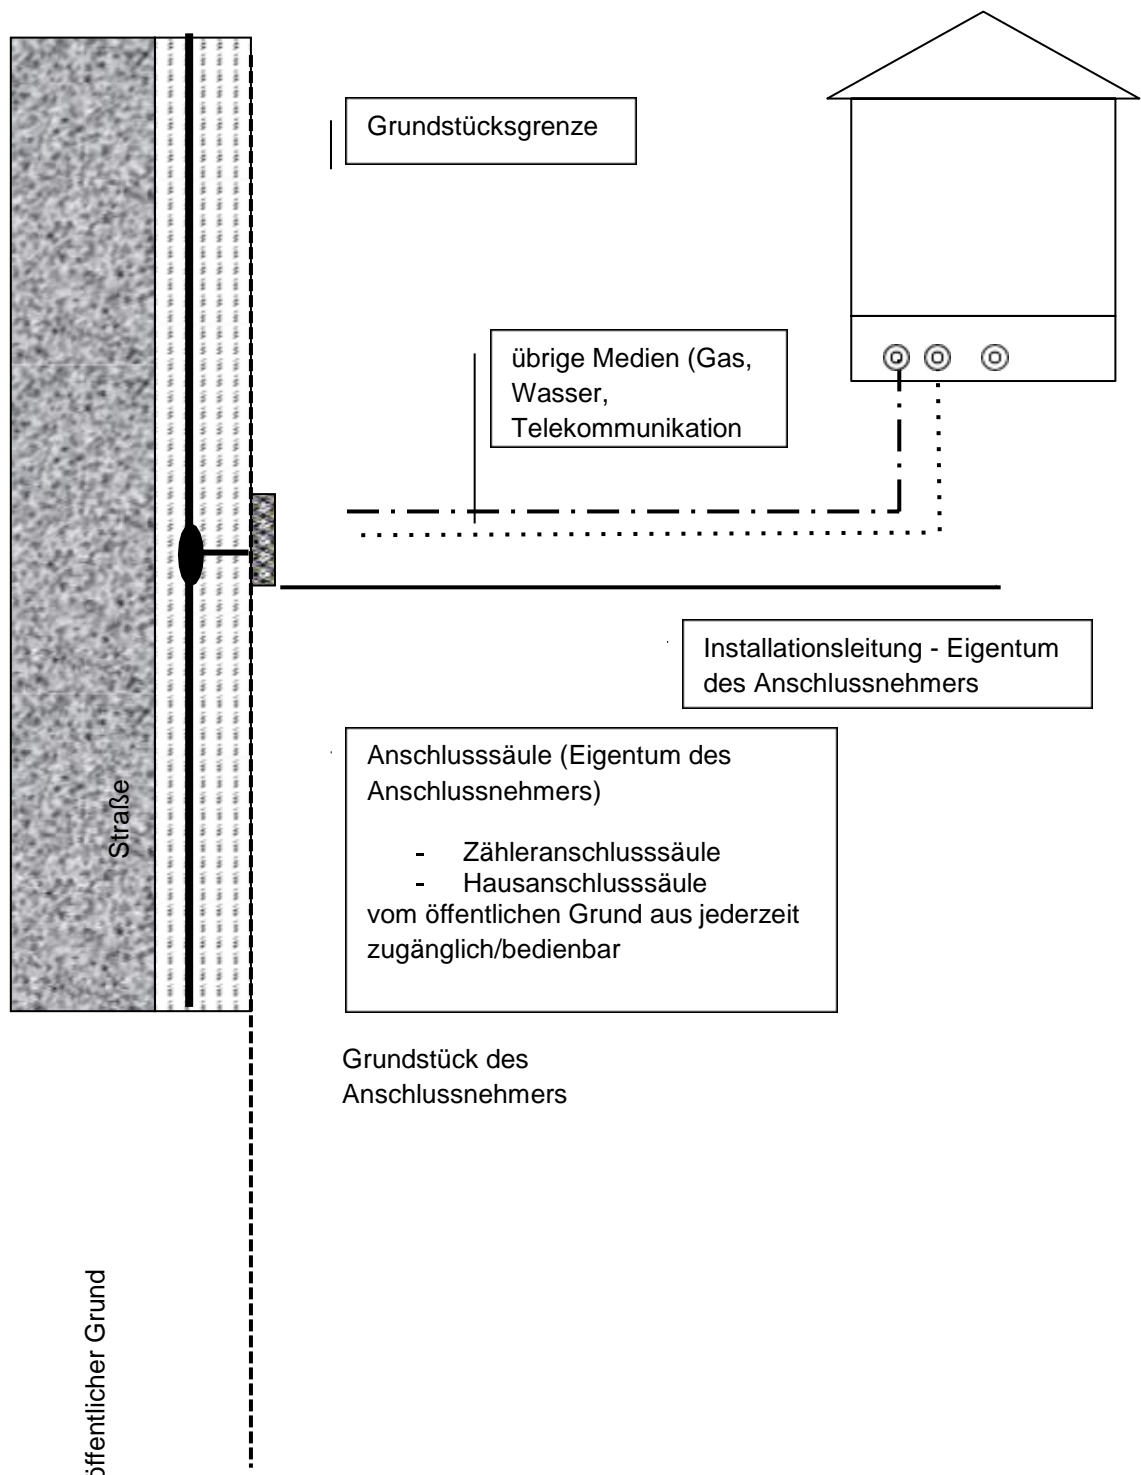 Grundstücksgrenze
übrige Medien (Gas,
Wasser,
Telekommunikation
Installationsleitung - Eigentum
des Anschlussnehmers
Anschlusssäule (Eigentum des
Anschlussnehmers)
- Zähleranschlusssäule
- Hausanschlusssäule
vom öffentlichen Grund aus jederzeit
zugänglich/bedienbar
Straße
Grundstück des
Anschlussnehmers
öffentlicher Grund